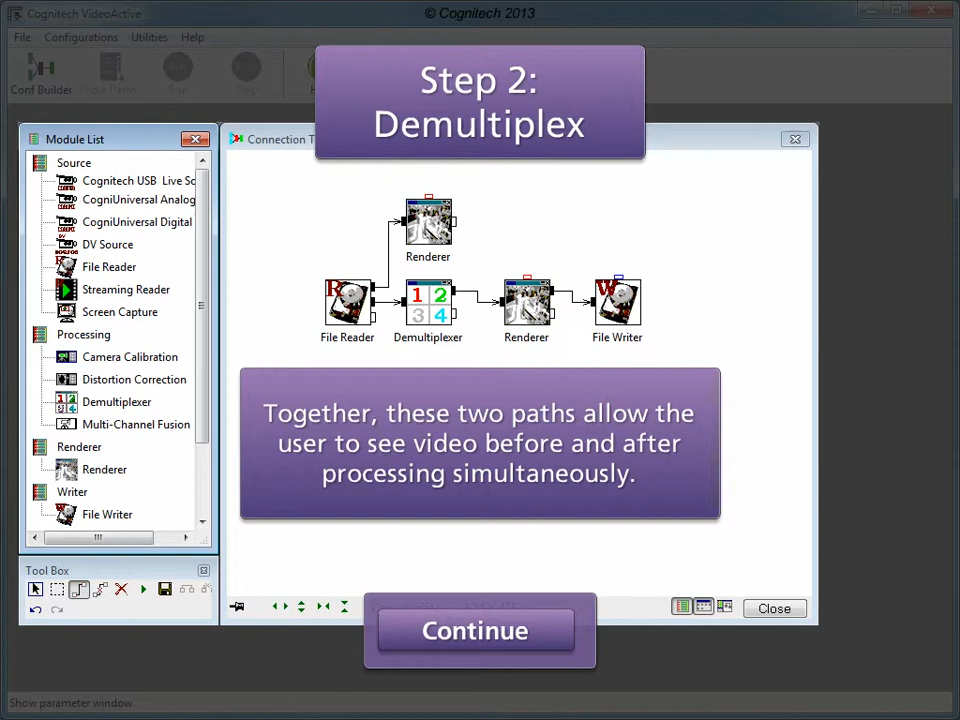 Cognitech VideoActive
© Cognitech 2013
File Configurations Utilities Help
Conf Builder
Step 2:
Demultiplex
Module List
Source
Cognitech USB Live Sc
CogniUniversal Analog
CogniUniversal Digital
DV Source
File Reader
Streaming Reader
Screen Capture
Processing
Camera Calibration
Distortion Correction
Demultiplexer
Multi-Channel Fusion
Renderer
Renderer
Writer
File Writer
Connection T
Renderer
File Reader
Demultiplexer
Renderer
File Writer
Together, these two paths allow the
user to see video before and after
processing simultaneously.
Tool Box
Continue
Close
Show parameter window